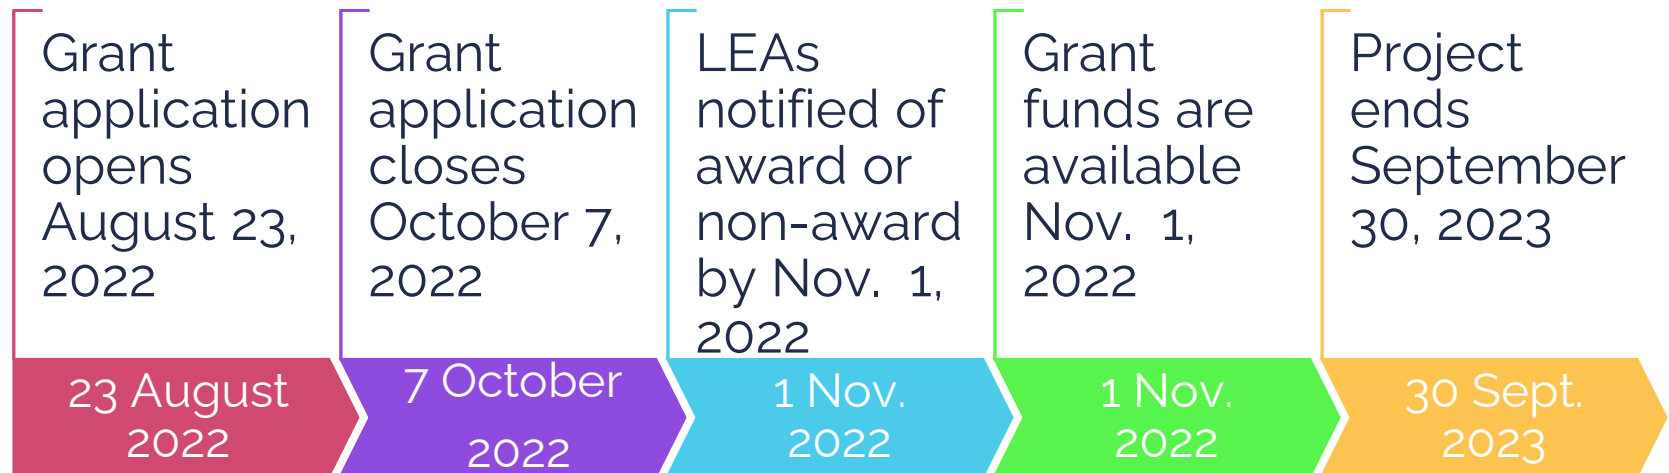 Grant
application
opens
August 23,
2022
23 August
2022
Grant
application
closes
October 7,
2022
7 October
2022
LEAs
notified of
award or
non-award
by Nov.  1,
2022
1 Nov.
2022
Grant
funds are
available
Nov.  1,
2022
1 Nov.
2022
Project
ends
September
30, 2023
30 Sept.
2023